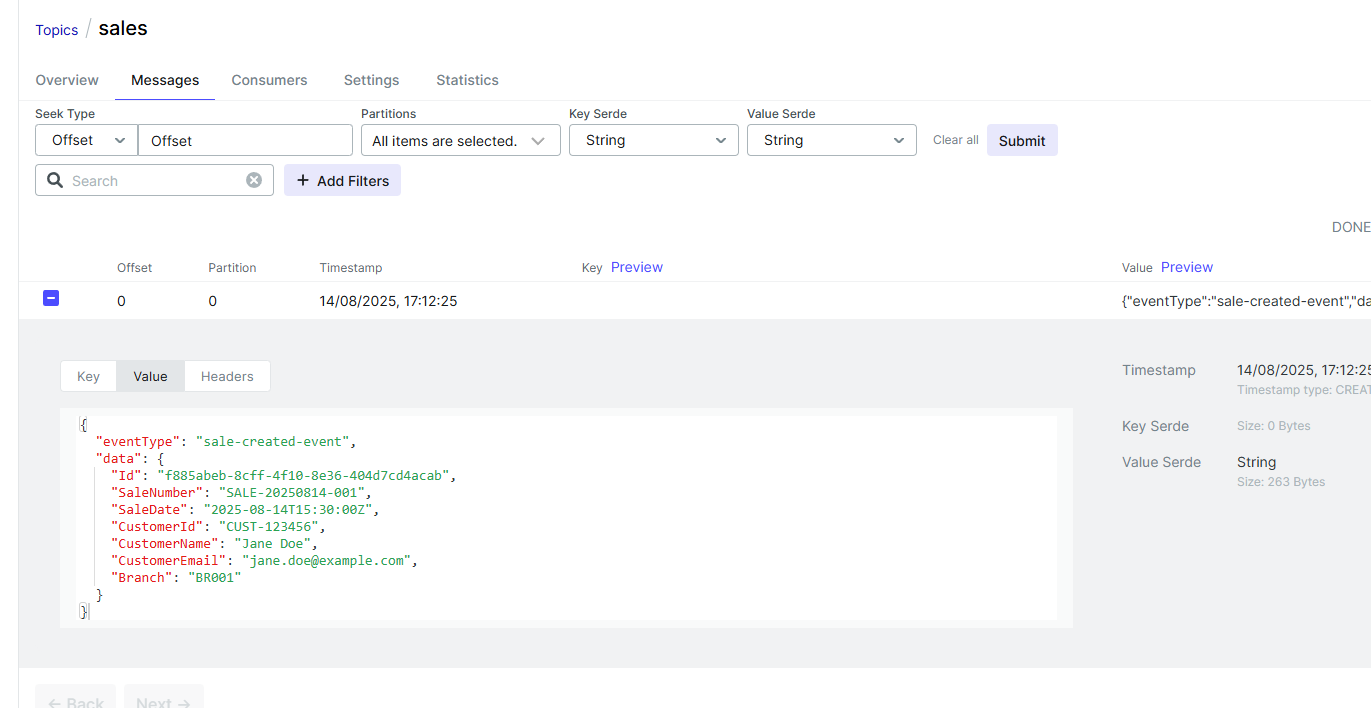 Topics / sales
Overview Messages Consumers Settings Statistics
Seek Type Partitions Key Serde Value Serde
Offset Offset All items are selected. String String Clear all Submit
Search + Add Filters
DONE
Offset Partition Timestamp Key Preview Value Preview
0 0 14/08/2025, 17:12:25 {"eventType":"sale-created-event","da
Key Value Headers
Timestamp 14/08/2025, 17:12:25
Timestamp type: CREAT
Key Serde Size: 0 Bytes
Value Serde String
Size: 263 Bytes
{
"eventType": "sale-created-event",
"data": {
"Id": "f885abeb-8cff-4f10-8e36-404d7cd4acab",
"SaleNumber": "SALE-20250814-001",
"SaleDate": "2025-08-14T15:30:00Z",
"CustomerId": "CUST-123456",
"CustomerName": "Jane Doe",
"CustomerEmail": "jane.doe@example.com",
"Branch": "BR001"
}
}
← Back Next →